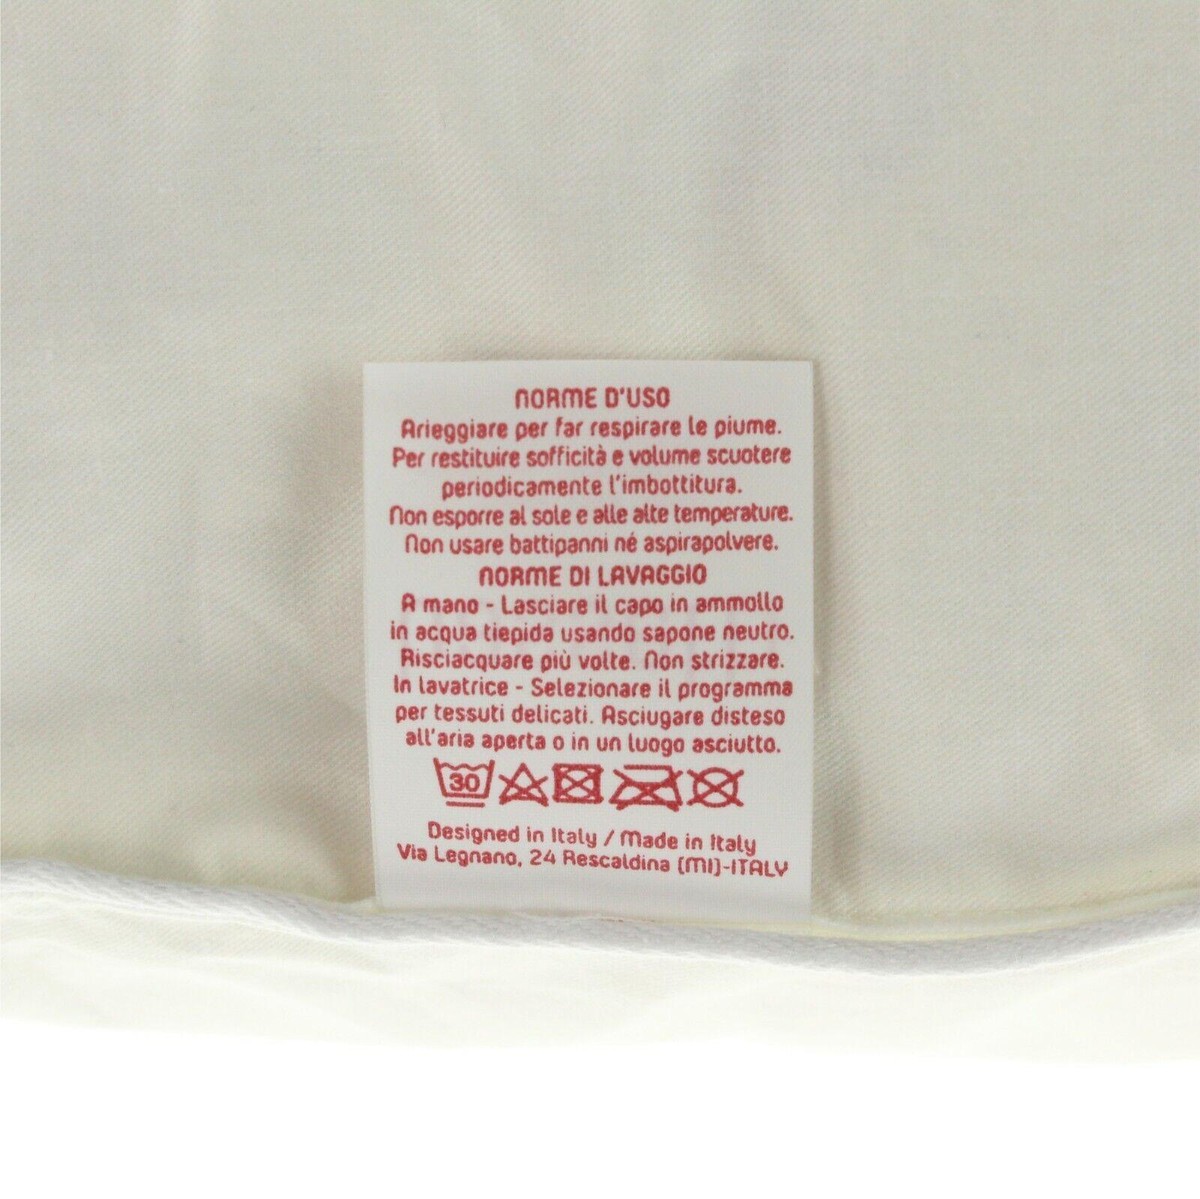 NORME D'USO
Arieggiare per far respirare le piume.
Per restituire sofficità e volume scuotere
periodicamente l'imbottitura.
Non esporre al sole e alle alte temperature.
Non usare battipanni né aspirapolvere.
NORME DI LAVAGGIO
A mano - Lasciare il capo in ammollo
in acqua tiepida usando sapone neutro.
Risciacquare più volte. Non strizzare.
In lavatrice - Selezionare il programma
per tessuti delicati. Asciugare disteso
all'aria aperta o in un luogo asciutto.
30
Designed in Italy / Made in Italy
Via Legnano, 24 Rescaldina (MI)-ITALY